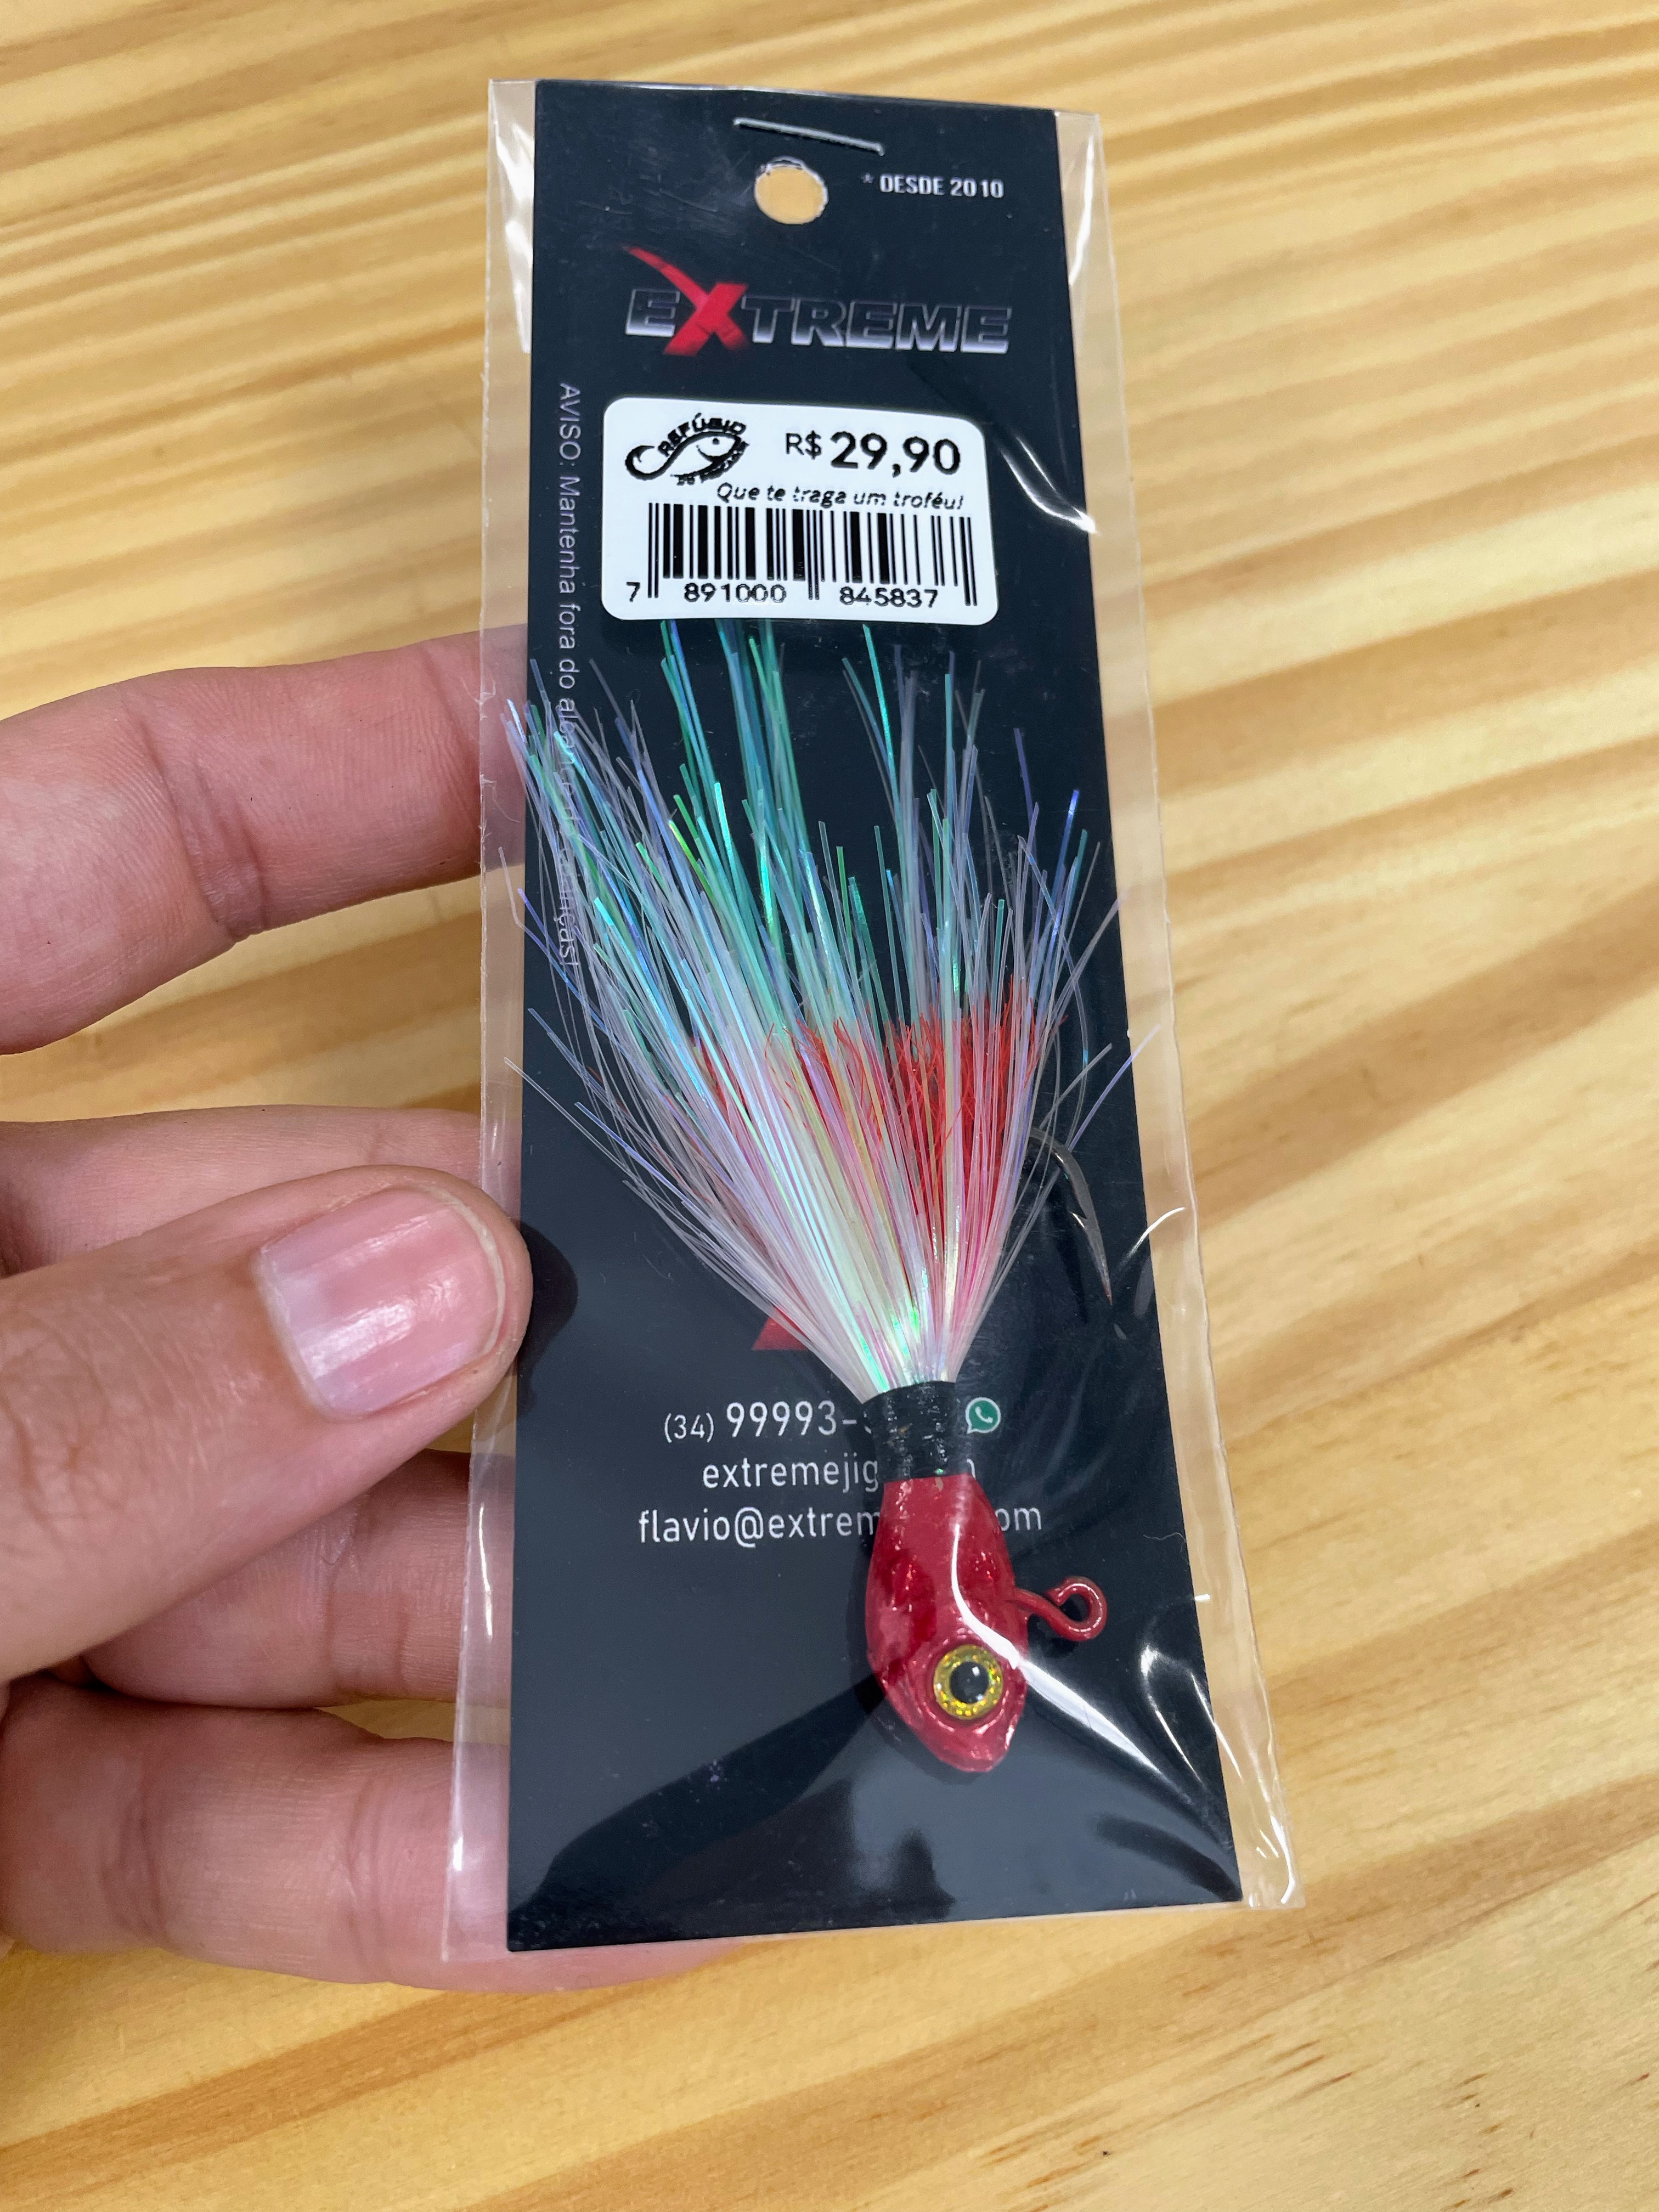 * DESDE 2010
EXTREME
REFÚGIO
R$ 29,90
Que te traga um troféu!
7 891000 845837
AVISO: Mantenha fora do
(34) 99993-
extremejig
flavio@extrem